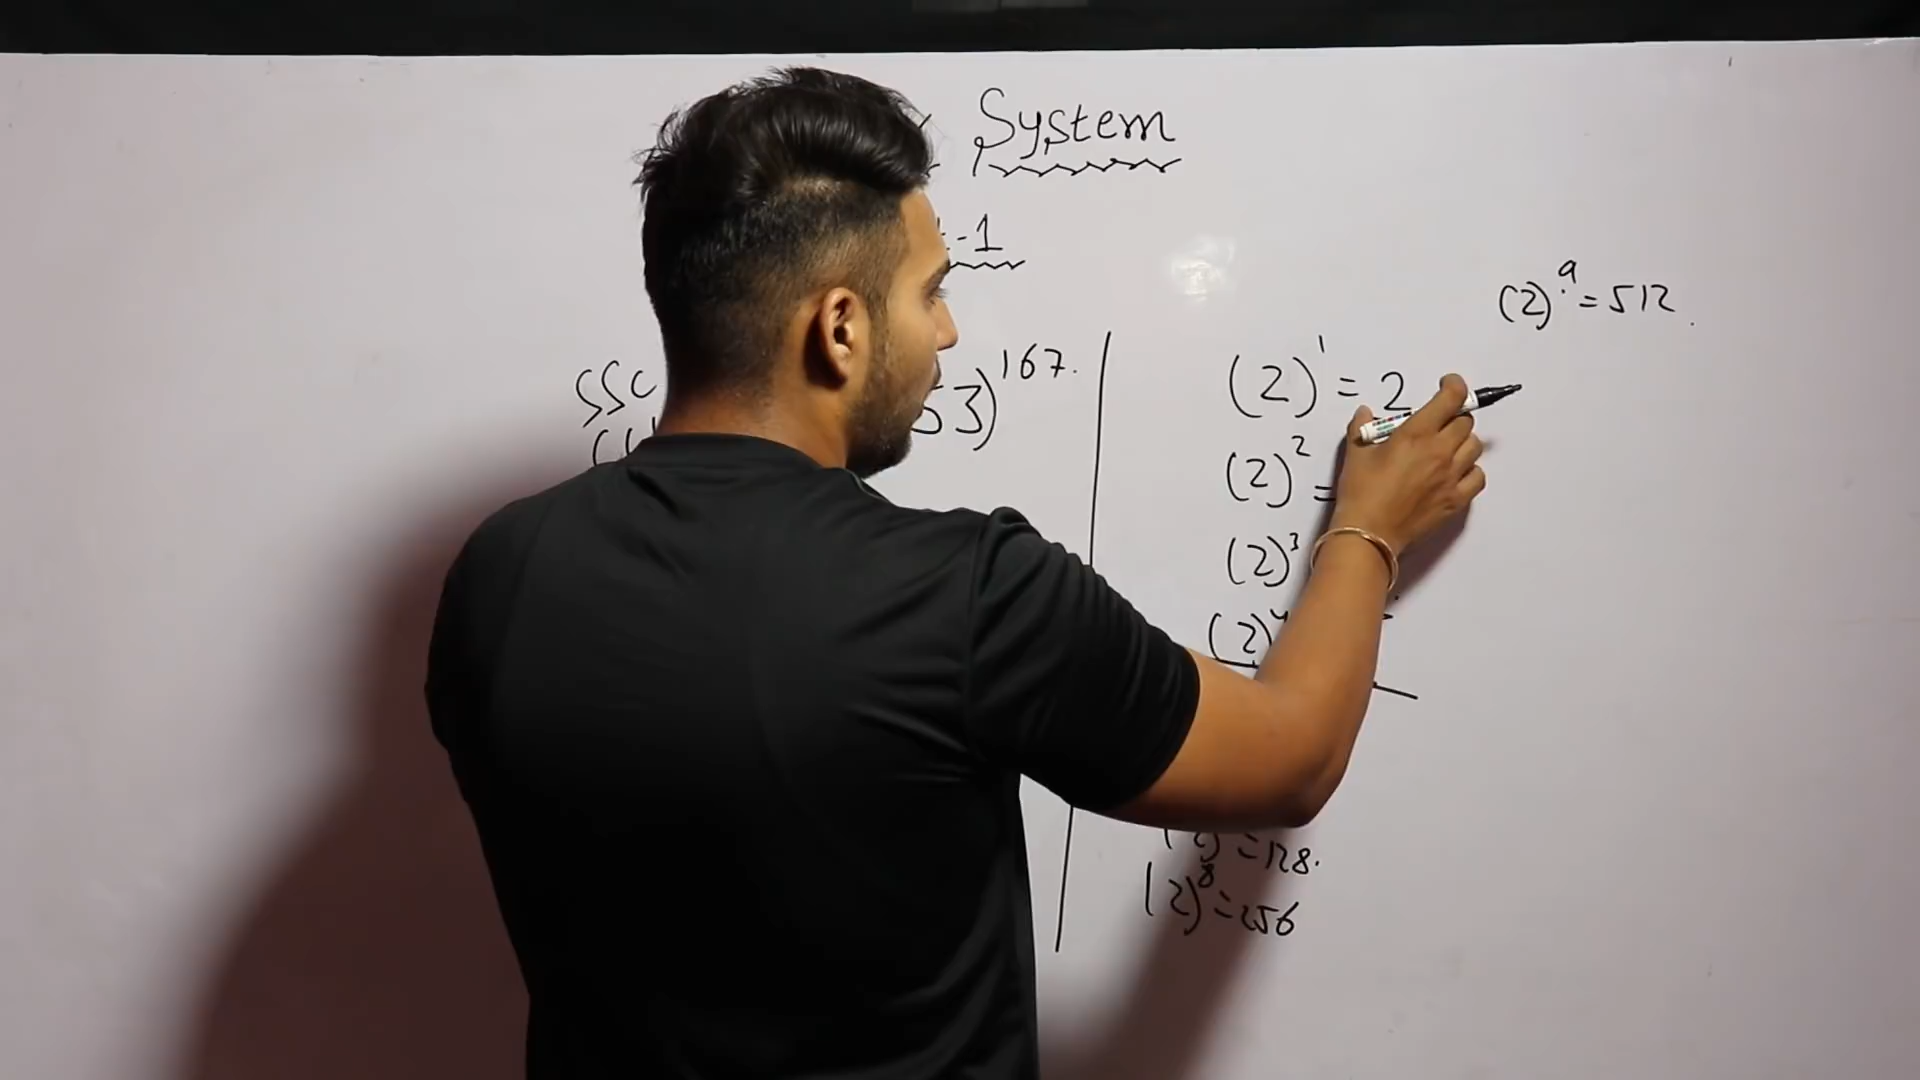 System
-1
SSC 53)^167.
(2)^1 = 2
(2)^2 =
(2)^3
(2)^4
= 128.
(2)^8 = 256
(2)^9 = 512